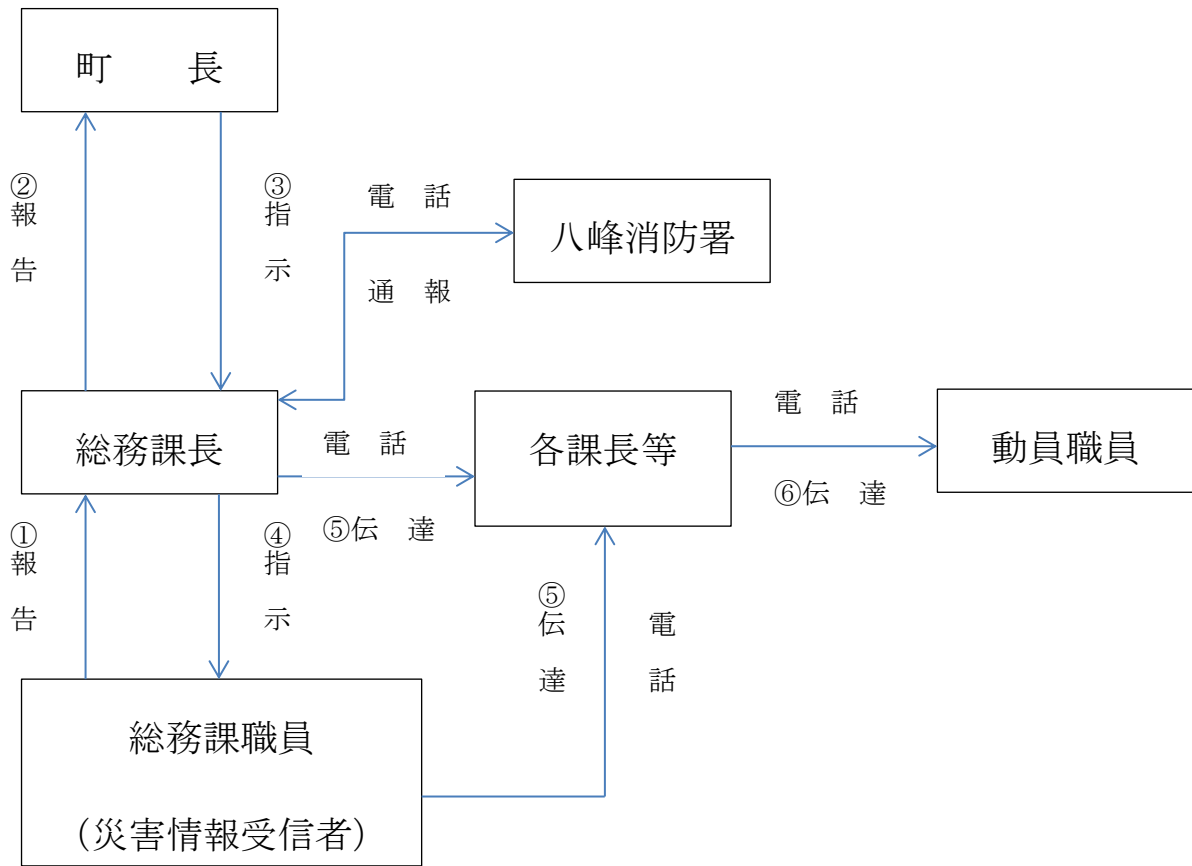 町　　長
②報告
③指示
電　話
通　報
八峰消防署
総務課長
電　話
⑤伝　達
各課長等
電　話
⑥伝　達
動員職員
①報告
④指示
⑤伝達
電話
総務課職員
（災害情報受信者）